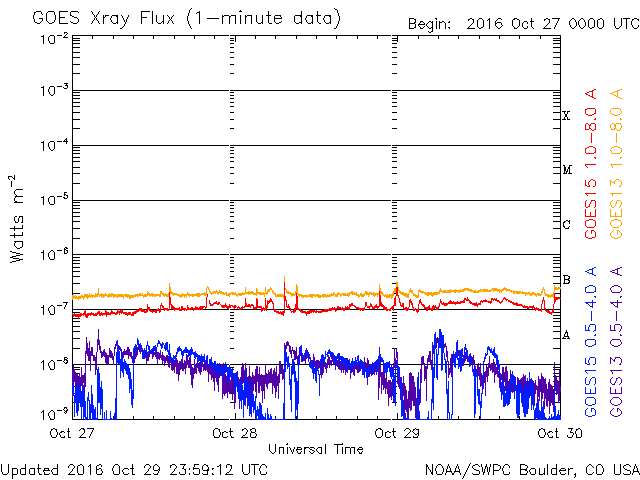 GOES Xray Flux (1-minute data)
Begin: 2016 Oct 27 0000 UTC
10⁻²
10⁻³
10⁻⁴
10⁻⁵
10⁻⁶
10⁻⁷
10⁻⁸
10⁻⁹
Watts m⁻²
X
M
C
B
A
GOES15 1.0-8.0 A
GOES13 1.0-8.0 A
GOES15 0.5-4.0 A
GOES13 0.5-4.0 A
Oct 27
Oct 28
Oct 29
Oct 30
Universal Time
Updated 2016 Oct 29 23:59:12 UTC
NOAA/SWPC Boulder, CO USA